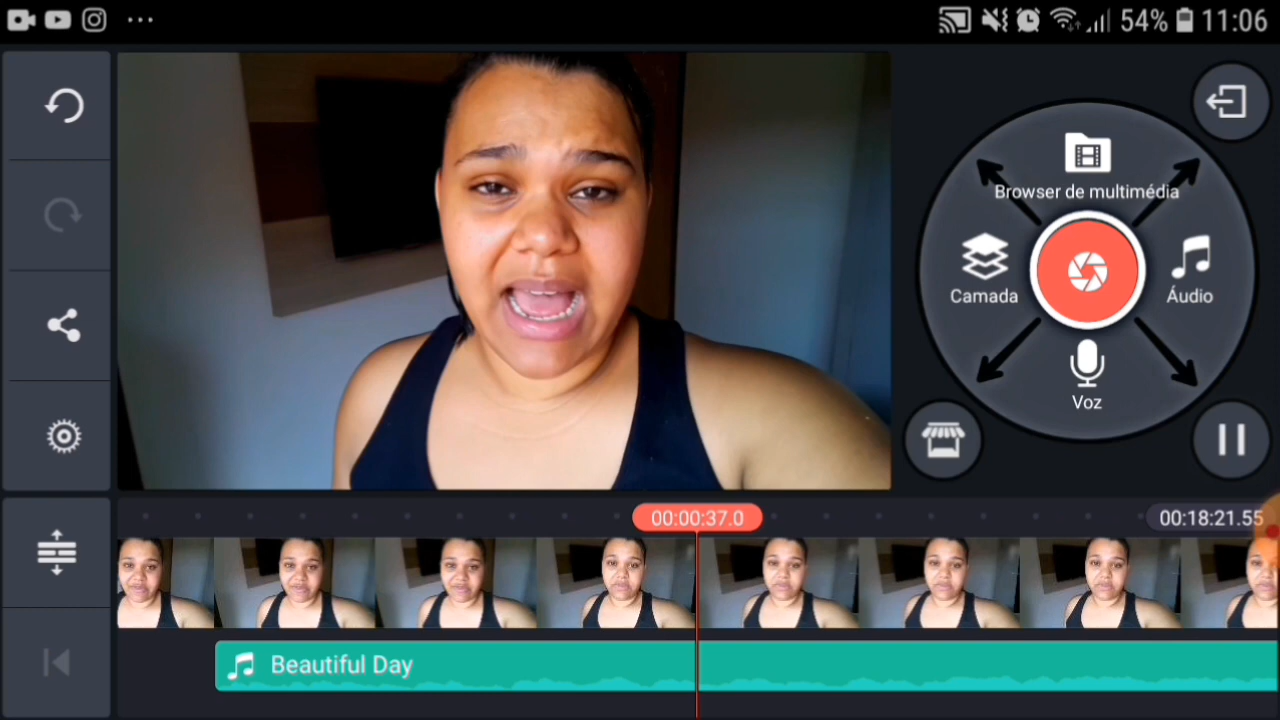 54% 11:06
Browser de multimédia
Camada
Áudio
Voz
00:00:37.0
00:18:21.55
Beautiful Day